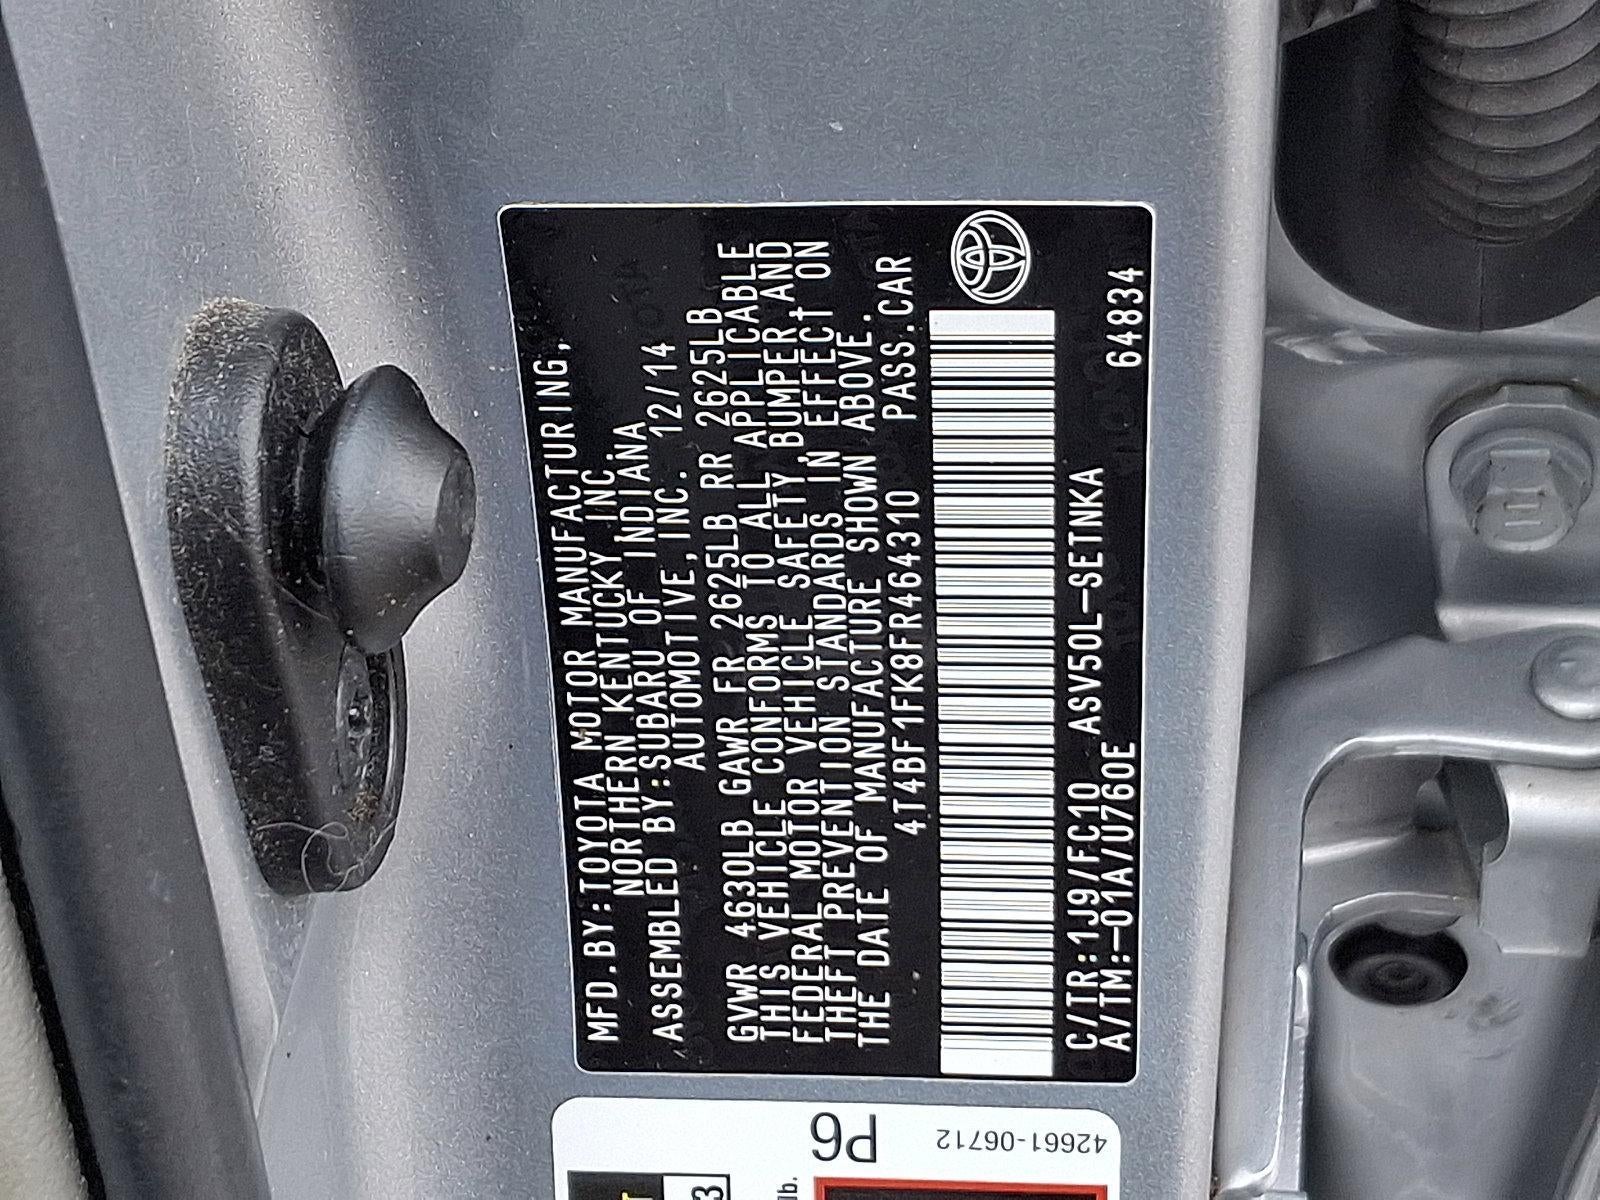 MFD.BY:TOYOTA MOTOR MANUFACTURING,
NORTHERN KENTUCKY INC.
ASSEMBLED BY:SUBARU OF INDIANA
AUTOMOTIVE,INC. 12/14
GVWR 4630LB GAWR FR 2625LB RR 2625LB
THIS VEHICLE CONFORMS TO ALL APPLICABLE
FEDERAL MOTOR VEHICLE SAFETY,BUMPER,AND
THEFT PREVENTION STANDARDS IN EFFECT ON
THE DATE OF MANUFACTURE SHOWN ABOVE.
4T4BF1FK8FR464310 PASS.CAR
C/TR:1J9/FC10 ASV50L-SETNKA
A/TM:-01A/U760E 64834
42661-06712
P6
lb.
3